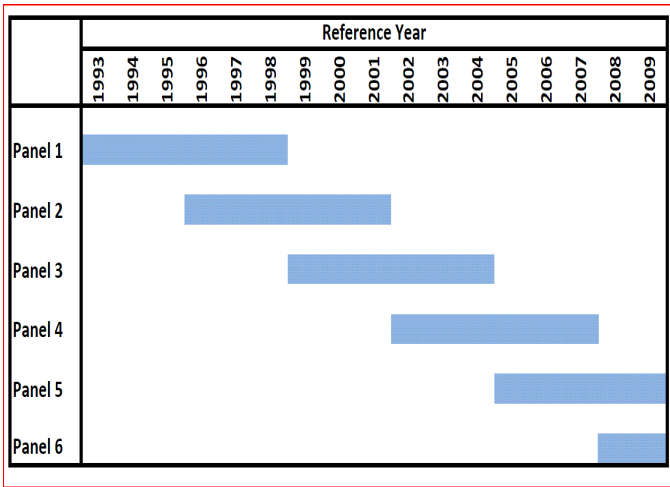 Reference Year
1993 1994 1995 1996 1997 1998 1999 2000 2001 2002 2003 2004 2005 2006 2007 2008 2009
Panel 1
Panel 2
Panel 3
Panel 4
Panel 5
Panel 6